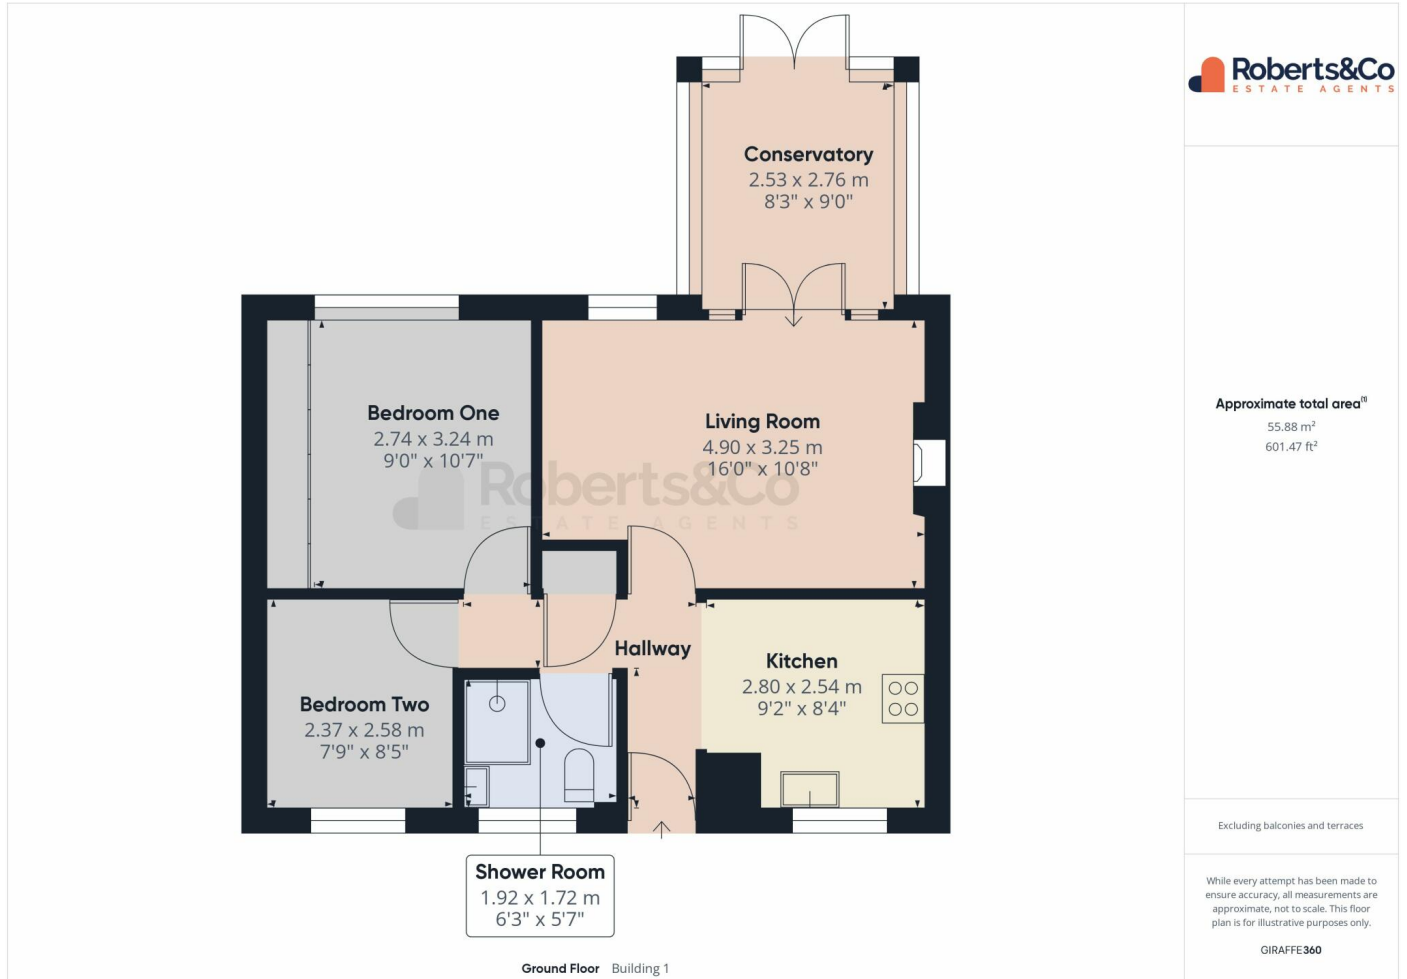 Roberts&Co
ESTATE AGENTS
Conservatory
2.53 x 2.76 m
8'3" x 9'0"
Bedroom One
2.74 x 3.24 m
9'0" x 10'7"
Living Room
4.90 x 3.25 m
16'0" x 10'8"
Roberts&Co
ESTATE AGENTS
Approximate total area⁽¹⁾
55.88 m²
601.47 ft²
Hallway
Kitchen
2.80 x 2.54 m
9'2" x 8'4"
Bedroom Two
2.37 x 2.58 m
7'9" x 8'5"
Shower Room
1.92 x 1.72 m
6'3" x 5'7"
Excluding balconies and terraces
While every attempt has been made to
ensure accuracy, all measurements are
approximate, not to scale. This floor
plan is for illustrative purposes only.
GIRAFFE360
Ground Floor Building 1